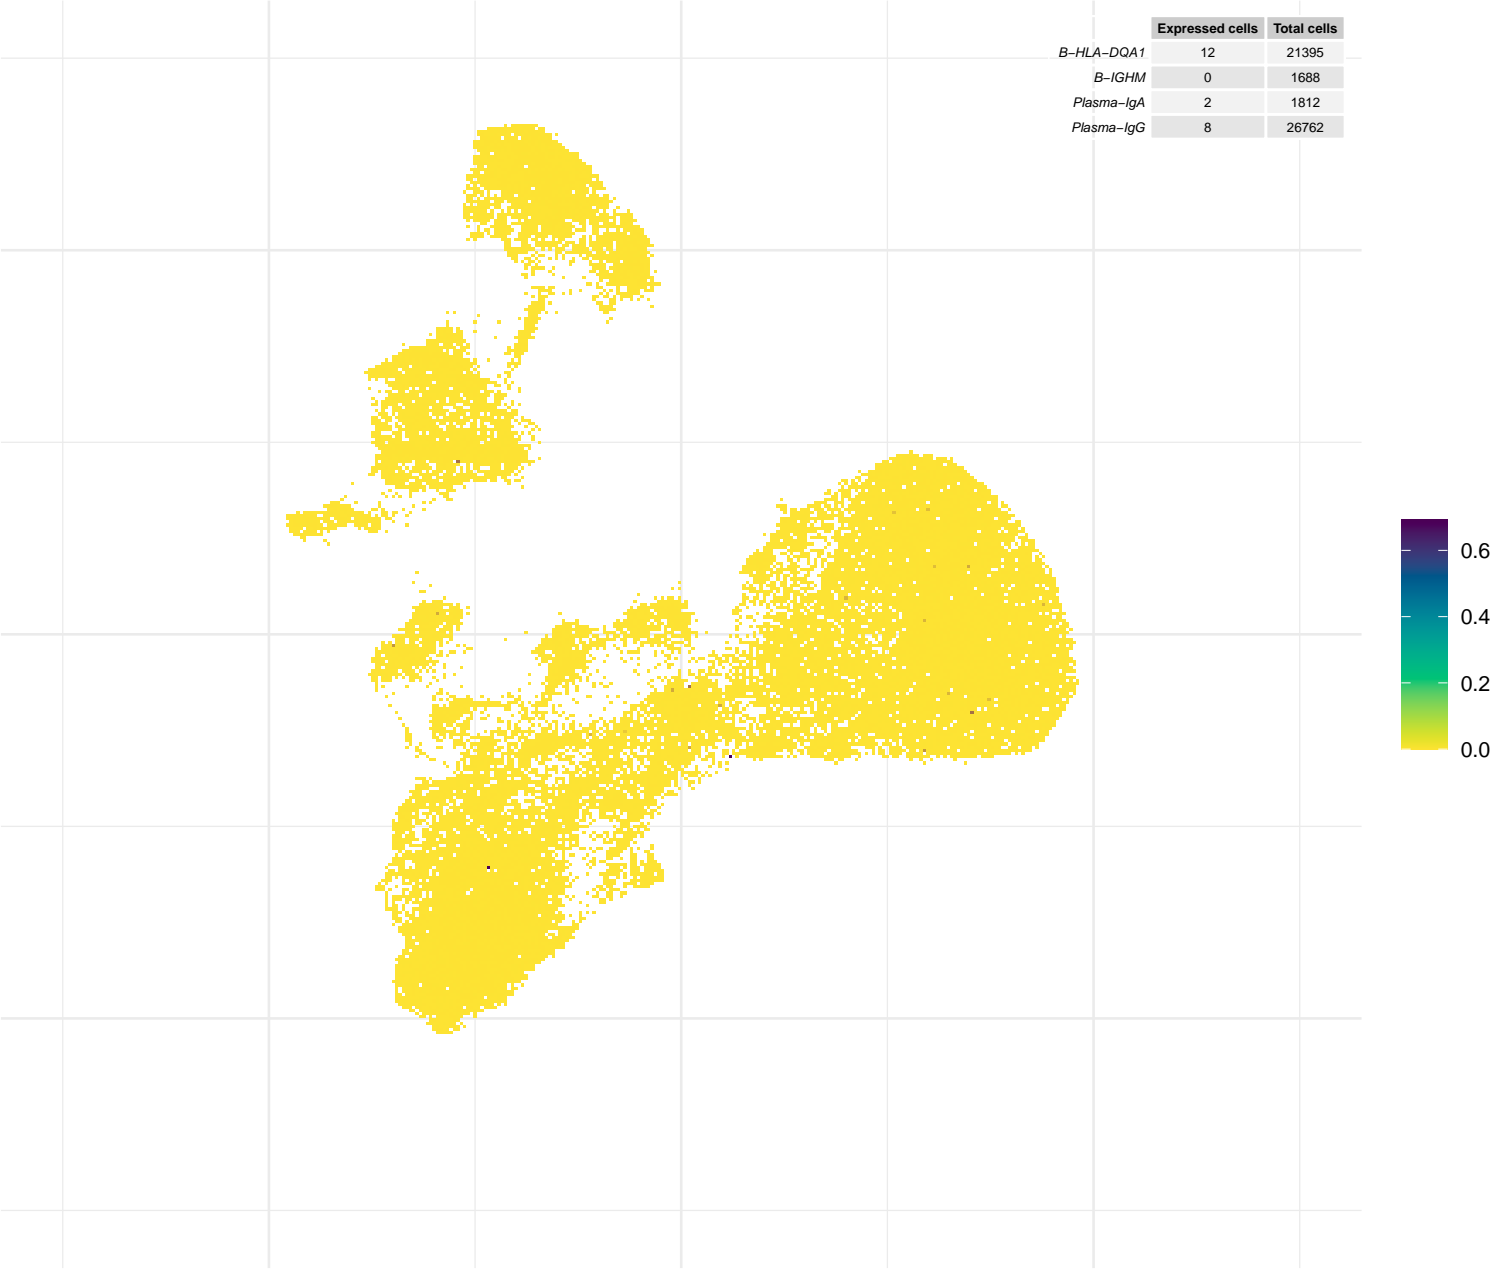 Expressed cells Total cells
B−HLA−DQA1 12 21395
B−IGHM 0 1688
Plasma−IgA 2 1812
Plasma−IgG 8 26762
0.6
0.4
0.2
0.0